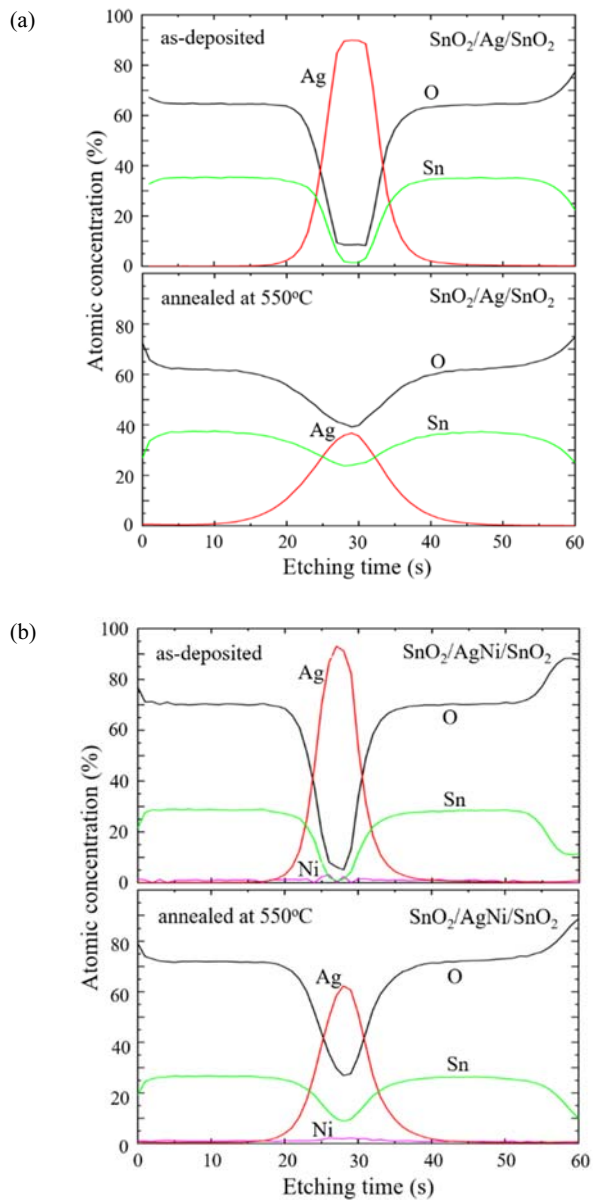 (a)
as-deposited SnO₂/Ag/SnO₂
Ag
O
Sn
100
80
60
40
20
0
annealed at 550°C SnO₂/Ag/SnO₂
O
Ag
Sn
80
60
40
20
0
0 10 20 30 40 50 60
Etching time (s)
Atomic concentration (%)
(b)
as-deposited SnO₂/AgNi/SnO₂
Ag
O
Sn
Ni
100
80
60
40
20
0
annealed at 550°C SnO₂/AgNi/SnO₂
Ag
O
Sn
Ni
80
60
40
20
0
0 10 20 30 40 50 60
Etching time (s)
Atomic concentration (%)